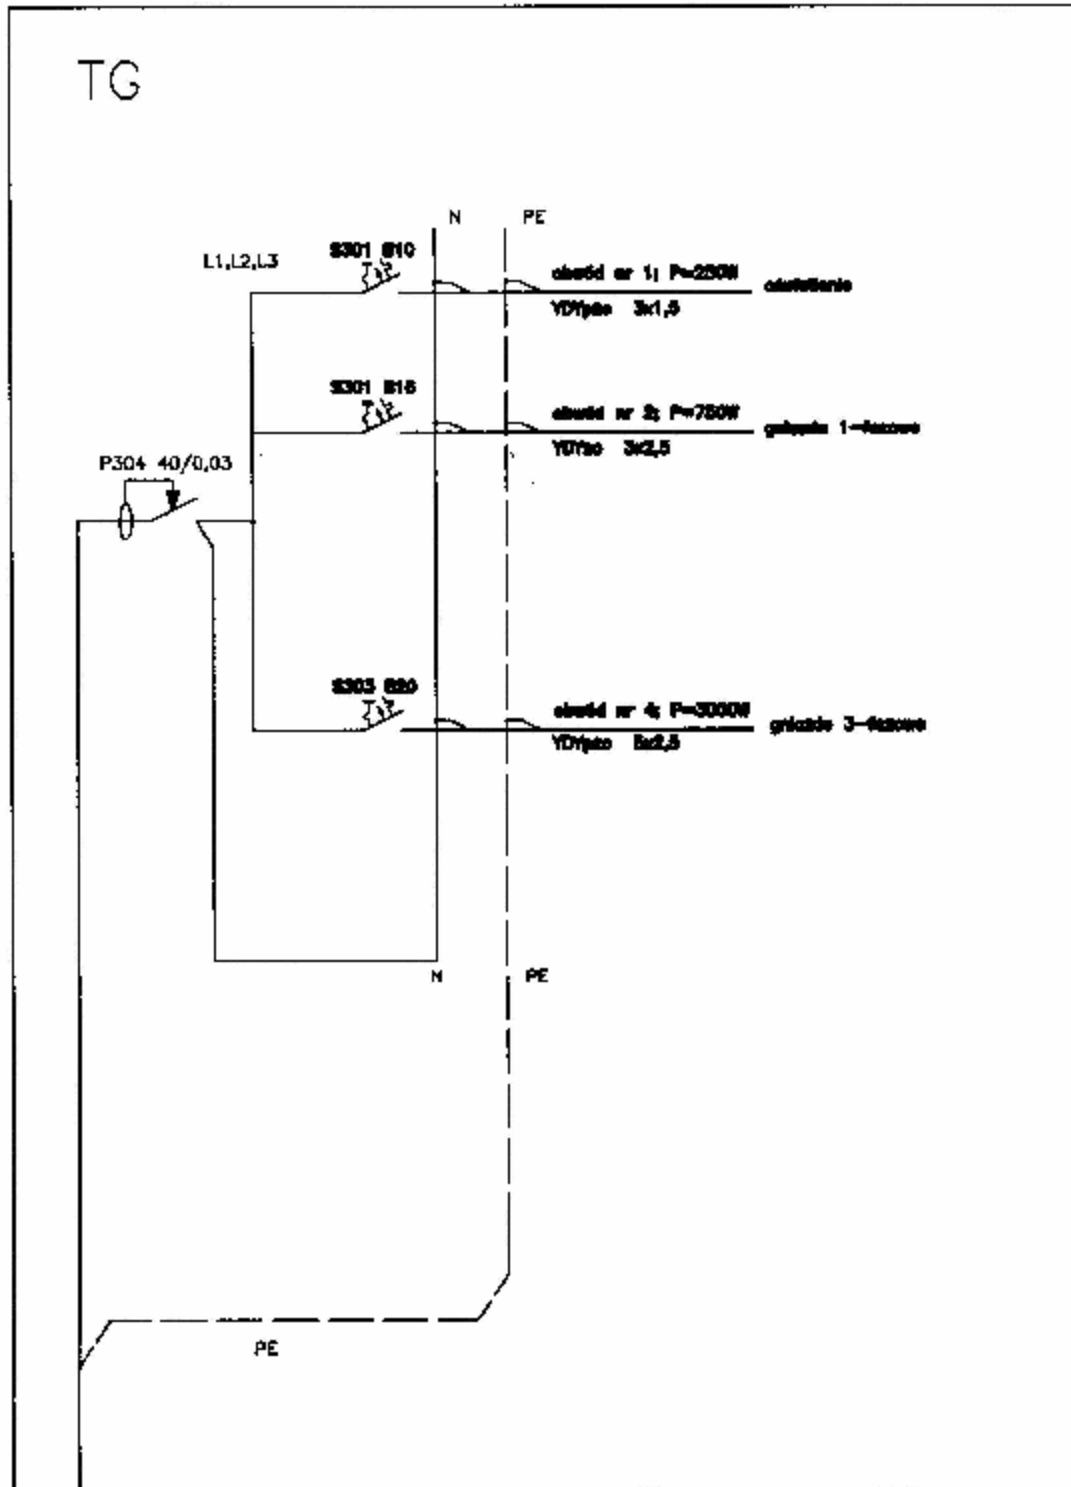 TG
N PE
L1,L2,L3
S301 B10
obwód nr 1; P=250W
oświetlenie
YDYpżo 3x1,5
S301 B16
obwód nr 2; P=750W
gniazda 1-fazowe
YDYżo 3x2,5
P304 40/0,03
S303 B20
obwód nr 4; P=3000W
gniazda 3-fazowe
YDYpżo 5x2,5
N PE
PE